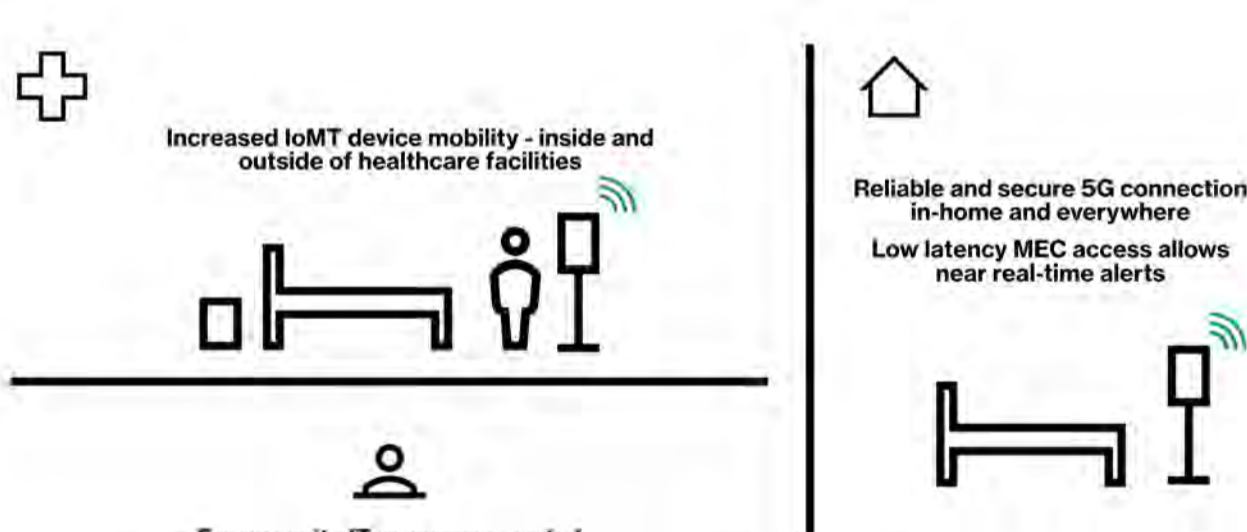 Increased IoMT device mobility - inside and
outside of healthcare facilities
Reliable and secure 5G connection
in-home and everywhere
Low latency MEC access allows
near real-time alerts